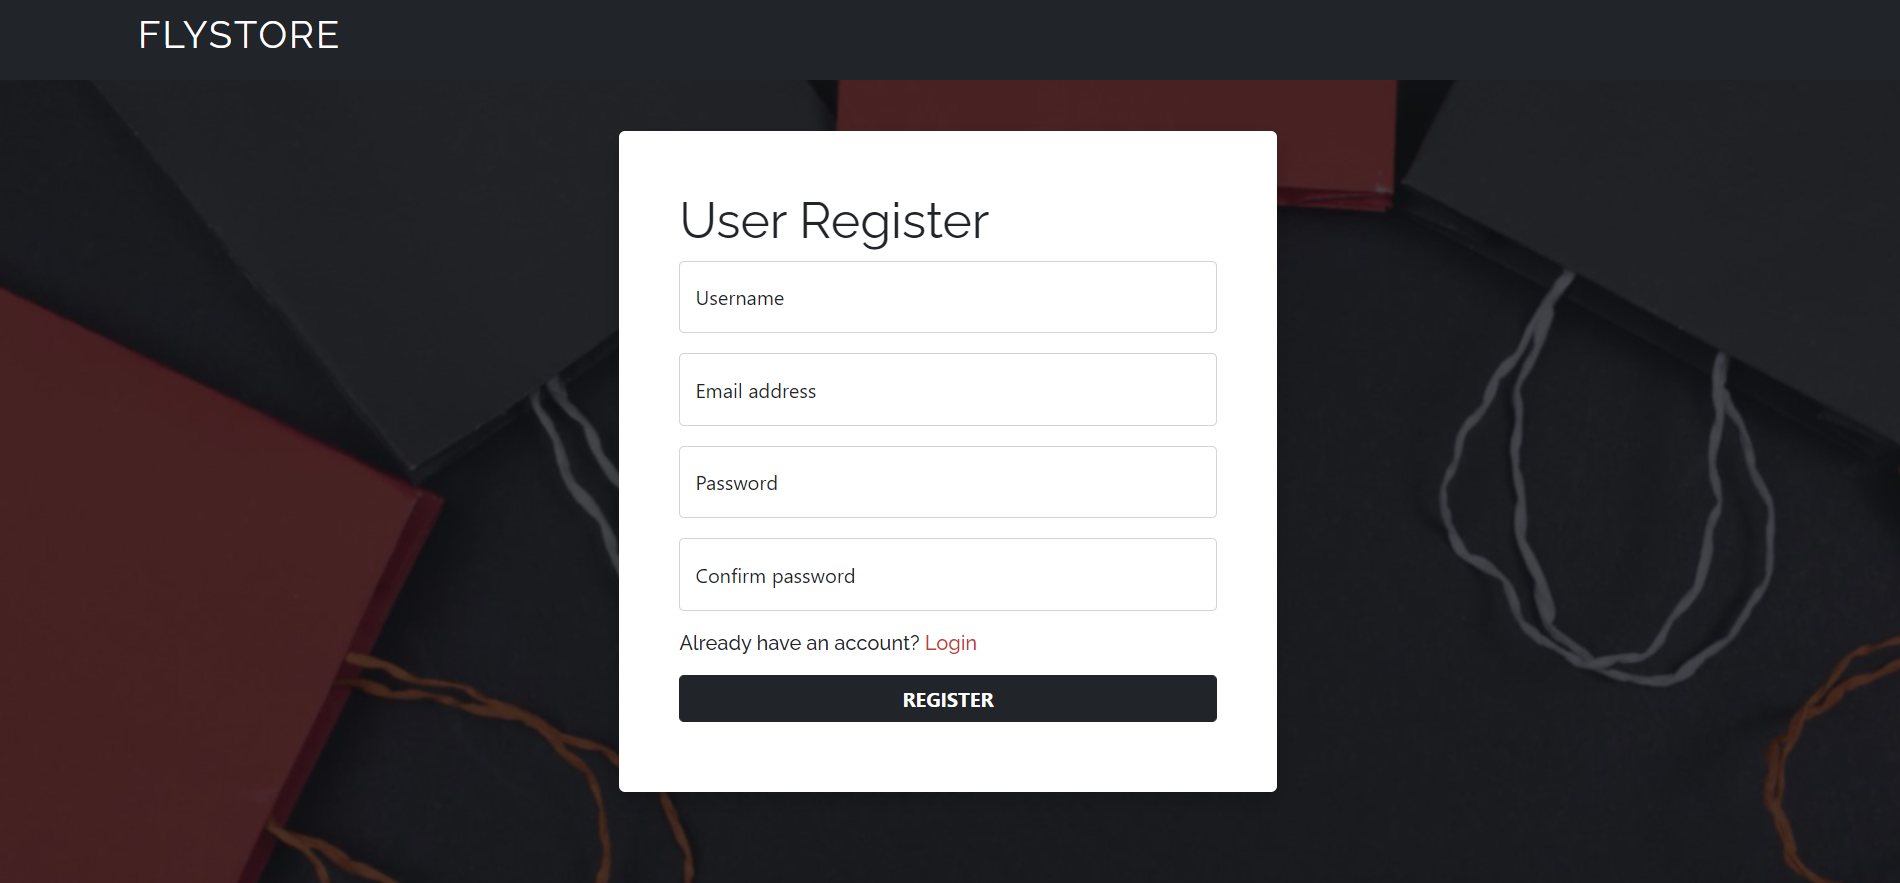 FLYSTORE
User Register
Username
Email address
Password
Confirm password
Already have an account? Login
REGISTER